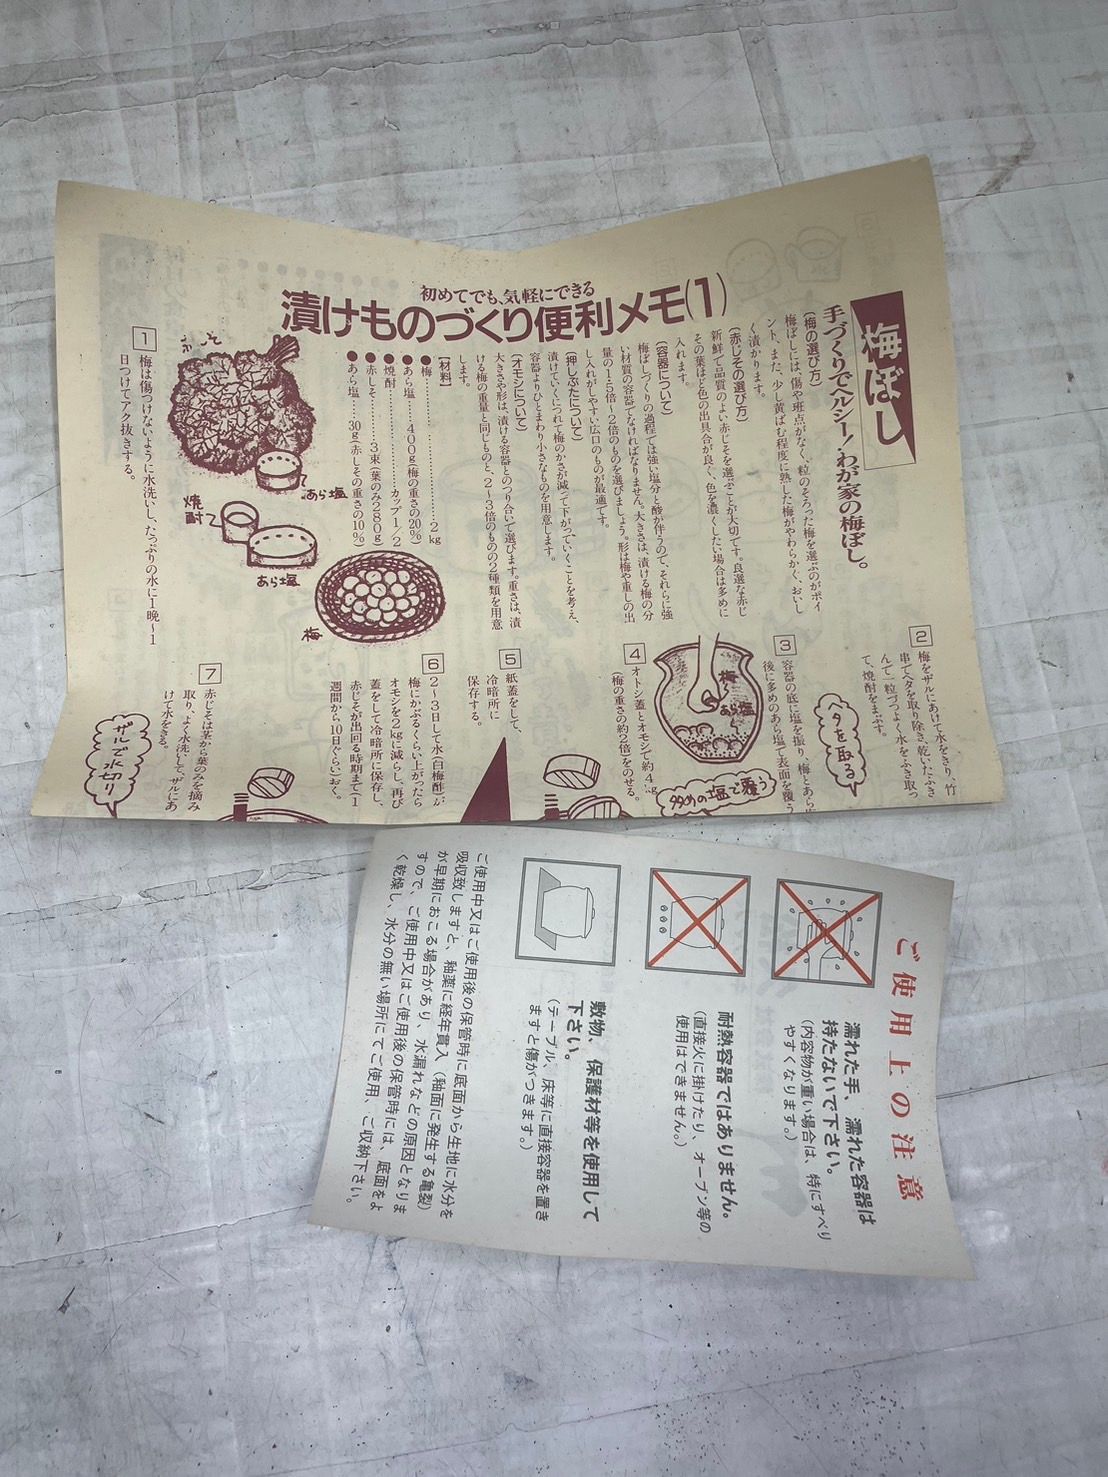 初めてでも、気軽にできる
漬けものづくり便利メモ(1)
梅ぼし
手づくりでヘルシー!わが家の梅ぼし。
(梅の選び方)
梅ぼしには、傷や班点がなく、粒のそろった梅を選ぶのがポイ
ント、また、少し黄ばむ程度に熟した梅がやわらかく、おいし
く漬かります。
(赤じその選び方)
新鮮で品質のよい赤じそを選ぶことが大切です。良選な赤じ
その葉ほど色の出具合が良く、色を濃くしたい場合は多めに
入れます。
(容器について)
梅ぼしづくりの過程では強い塩分と酸が伴うので、それらに強
い材質の容器でなければなりません。大きさは、漬ける梅の分
量の1.5倍〜2倍のものを選びましょう。形は梅や重しの出
し入れがしやすい広口のものが最適です。
(押しぶたについて)
漬けていくにつれて梅のかさが減って下がっていくことを考え、
容器よりひとまわり小さなものを用意します。
(オモシについて)
大きさや形は、漬ける容器とのつり合いで選びます。重さは、漬
ける梅の重量と同じものと、2〜3倍のものの2種類を用意
します。
[材料]
●梅………………2kg
●あら塩……400g(梅の重さの20%)
●焼酎……………カップ1/2
●赤しそ………3束(葉のみ280g)
●あら塩……30g(赤しその重さの10%)
あら塩
焼酎
あら塩
梅
1
梅は傷つけないように水洗いし、たっぷりの水に1晩〜1
日つけてアク抜きする。
2
梅をザルにあけて水をきり、竹
串でヘタを取り除き、乾いたふき
んで一粒づつよく水をふき取っ
て、焼酎をまぶす。
ヘタを取る
3
容器の底に塩を振り、梅とあら塩
後に多めのあら塩で表面を覆う
梅
あら塩
多めの塩で覆う
4
オトシ蓋とオモシで約4kg
(梅の重さの約2倍)をのせる。
5
紙蓋をして、
冷暗所に
保存する。
6
2〜3日して水(白梅酢)が
梅にかぶるくらい上がったら
オモシを2kgに減らし、再び
蓋をして冷暗所に保存し、
赤じそが出回る時期まで(1
週間から10日ぐらい)おく。
7
赤じそは茎から葉のみを摘み
取り、よく水洗いして、ザルにあ
けて水をきる。
ザルで水切り
ご使用上の注意
濡れた手、濡れた容器は
持たないで下さい。
(内容物が重い場合は、特にすべり
やすくなります。)
耐熱容器ではありません。
(直接火に掛けたり、オーブン等の
使用はできません。)
敷物、保護材等を使用して
下さい。
(テーブル、床等に直接容器を置き
ますと傷がつきます。)
ご使用中又はご使用後の保管時に底面から生地に水分を
吸収致しますと、釉薬に経年貫入(釉面に発生する亀裂)
が早期におこる場合があり、水漏れなどの原因となりま
すので、ご使用中又はご使用後の保管時には、底面をよ
く乾燥し、水分の無い場所にてご使用、ご収納下さい。